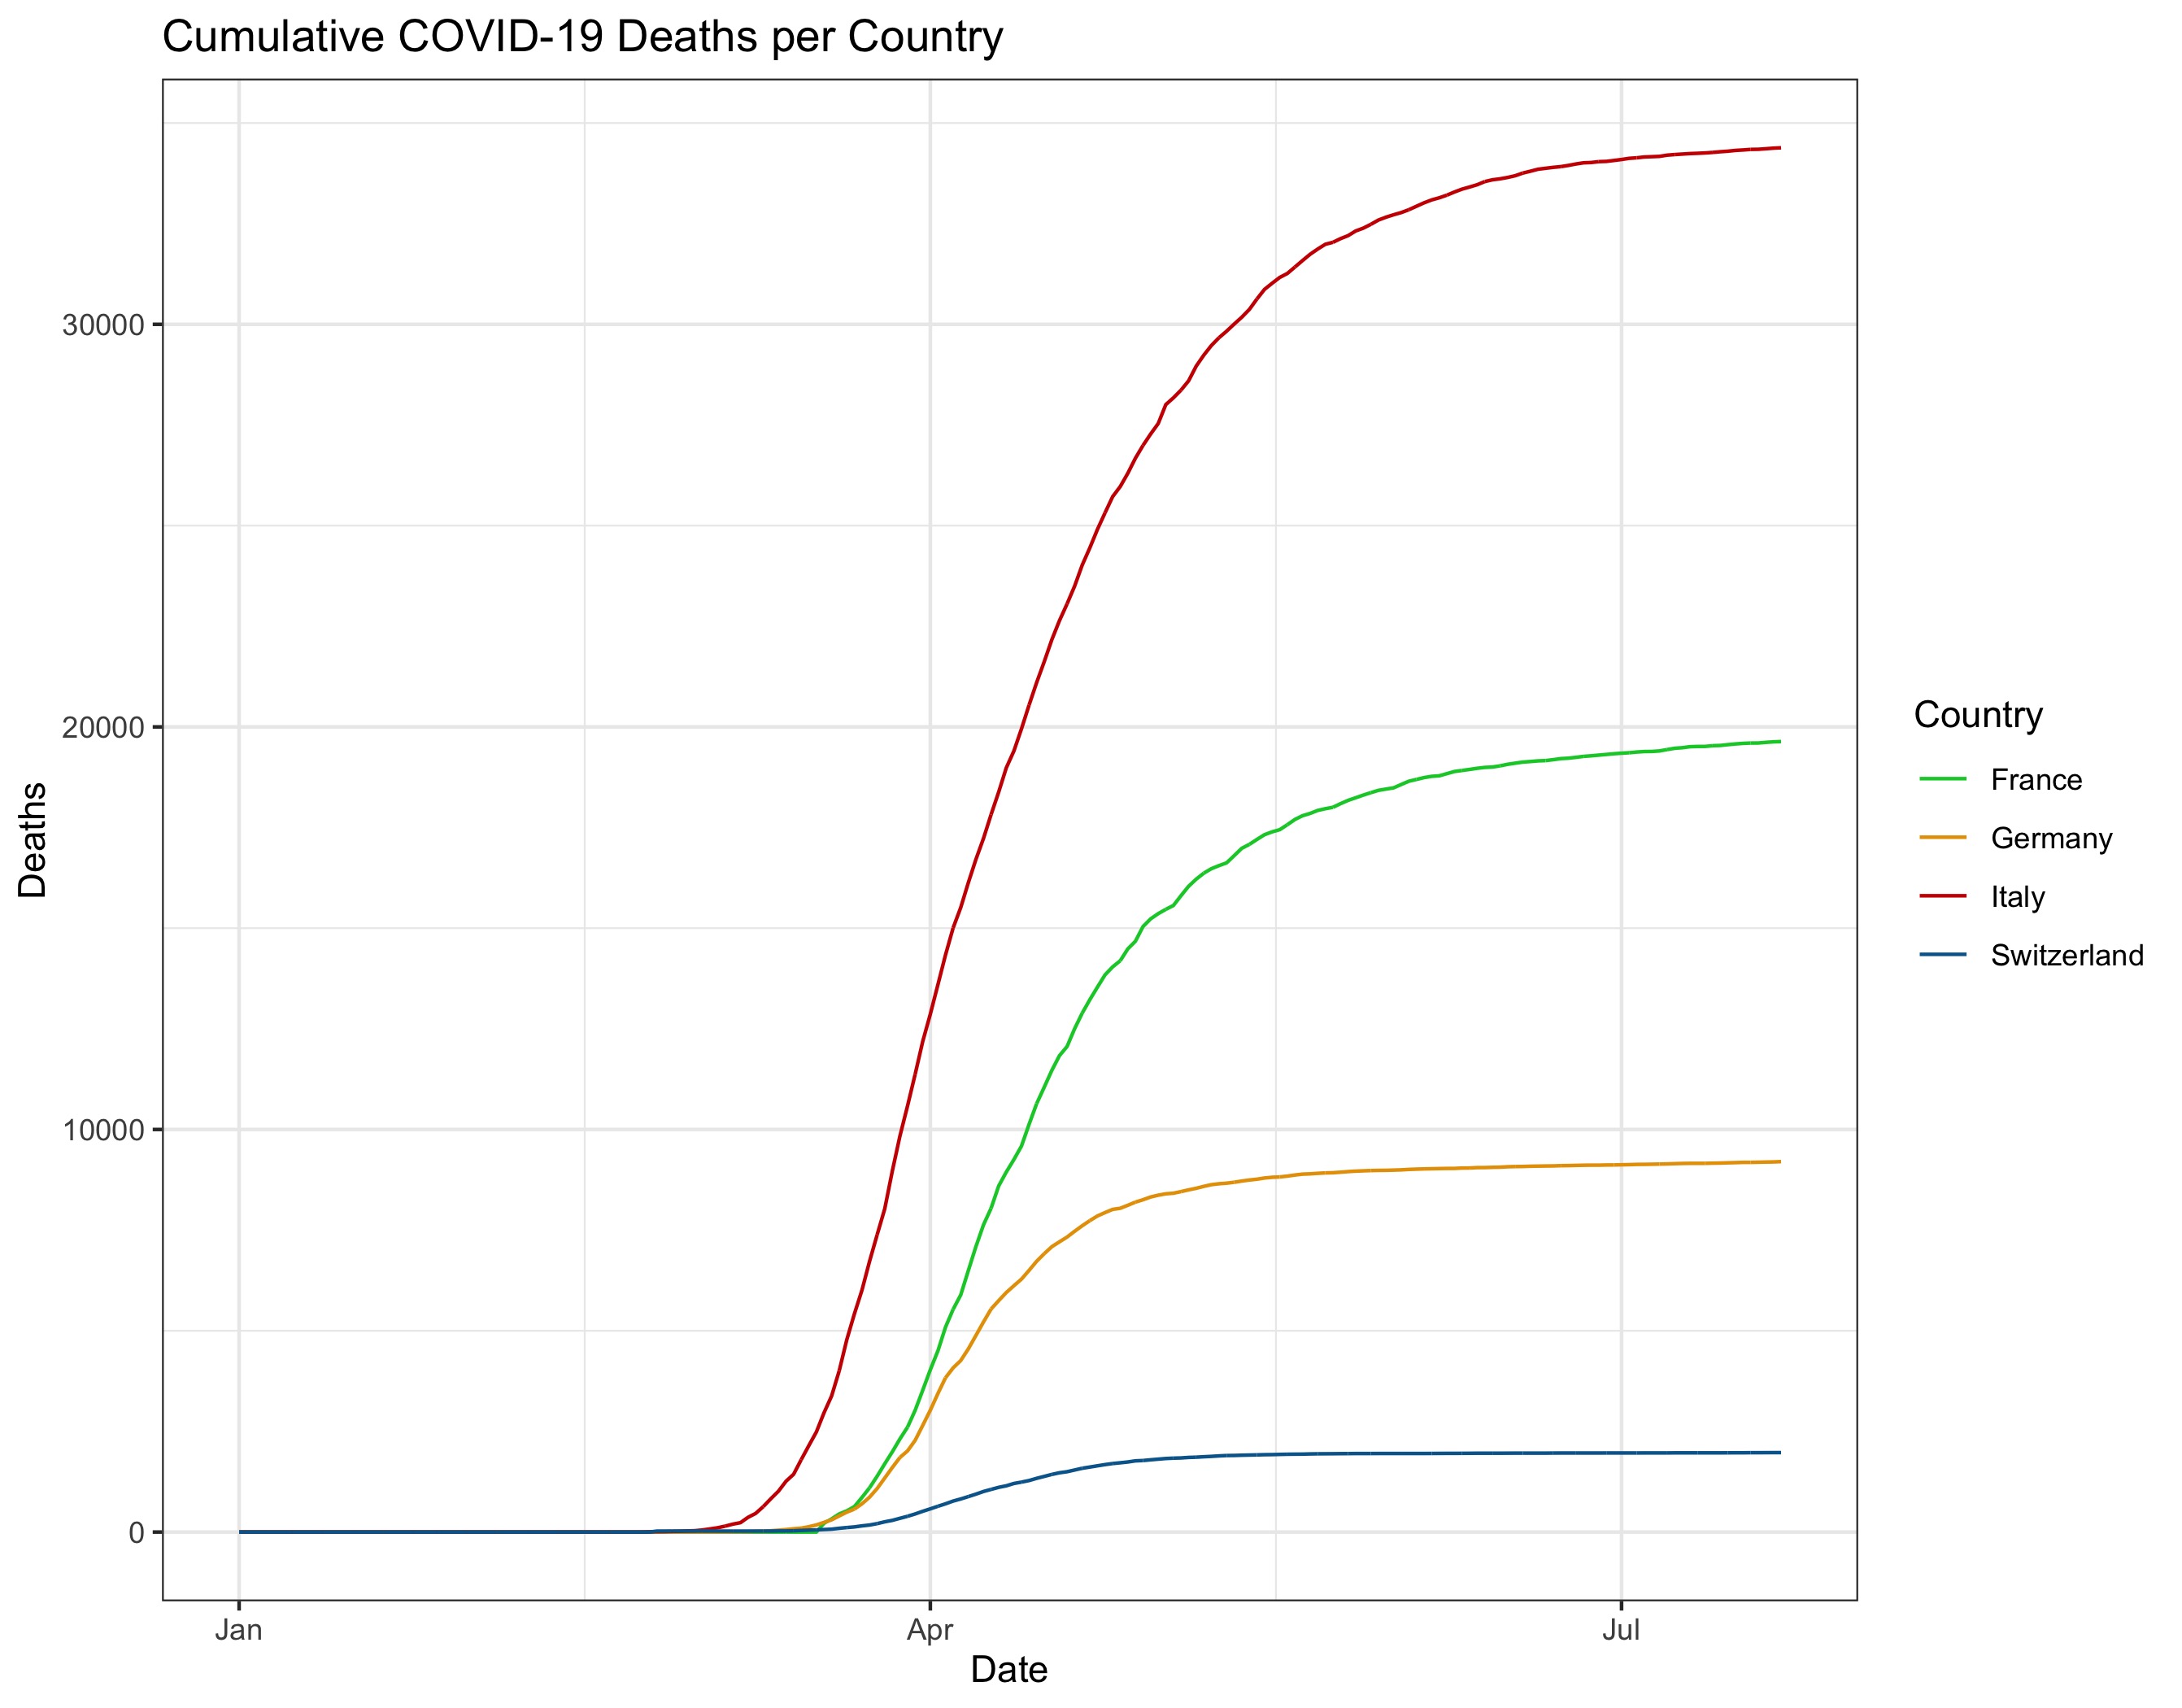 Cumulative COVID-19 Deaths per Country
30000
20000
10000
0
Deaths
Jan
Apr
Jul
Date
Country
France
Germany
Italy
Switzerland